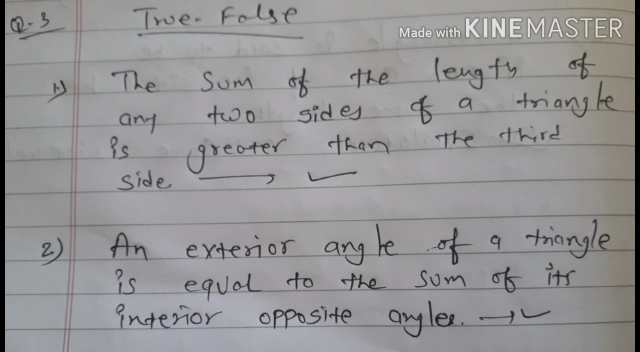 Q-3 True-False
Made with KINEMASTER
1) The sum of the length of
any two sides of a triangle
is greater than the third
side → ✓
2) An exterior angle of a triangle
is equal to the sum of its
interior opposite angles. → ✓